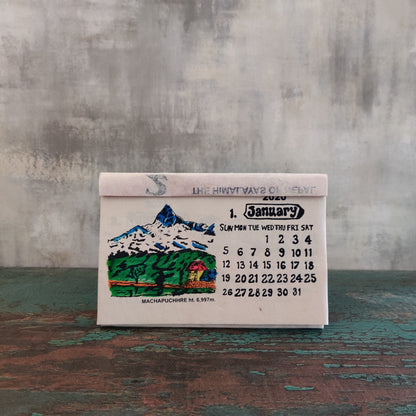 THE HIMALAYAS OF NEPAL
2020
1. January
SUN MON TUE WED THU FRI SAT
1 2 3 4
5 6 7 8 9 10 11
12 13 14 15 16 17 18
19 20 21 22 23 24 25
26 27 28 29 30 31
MACHAPUCHHRE ht. 6,997m.